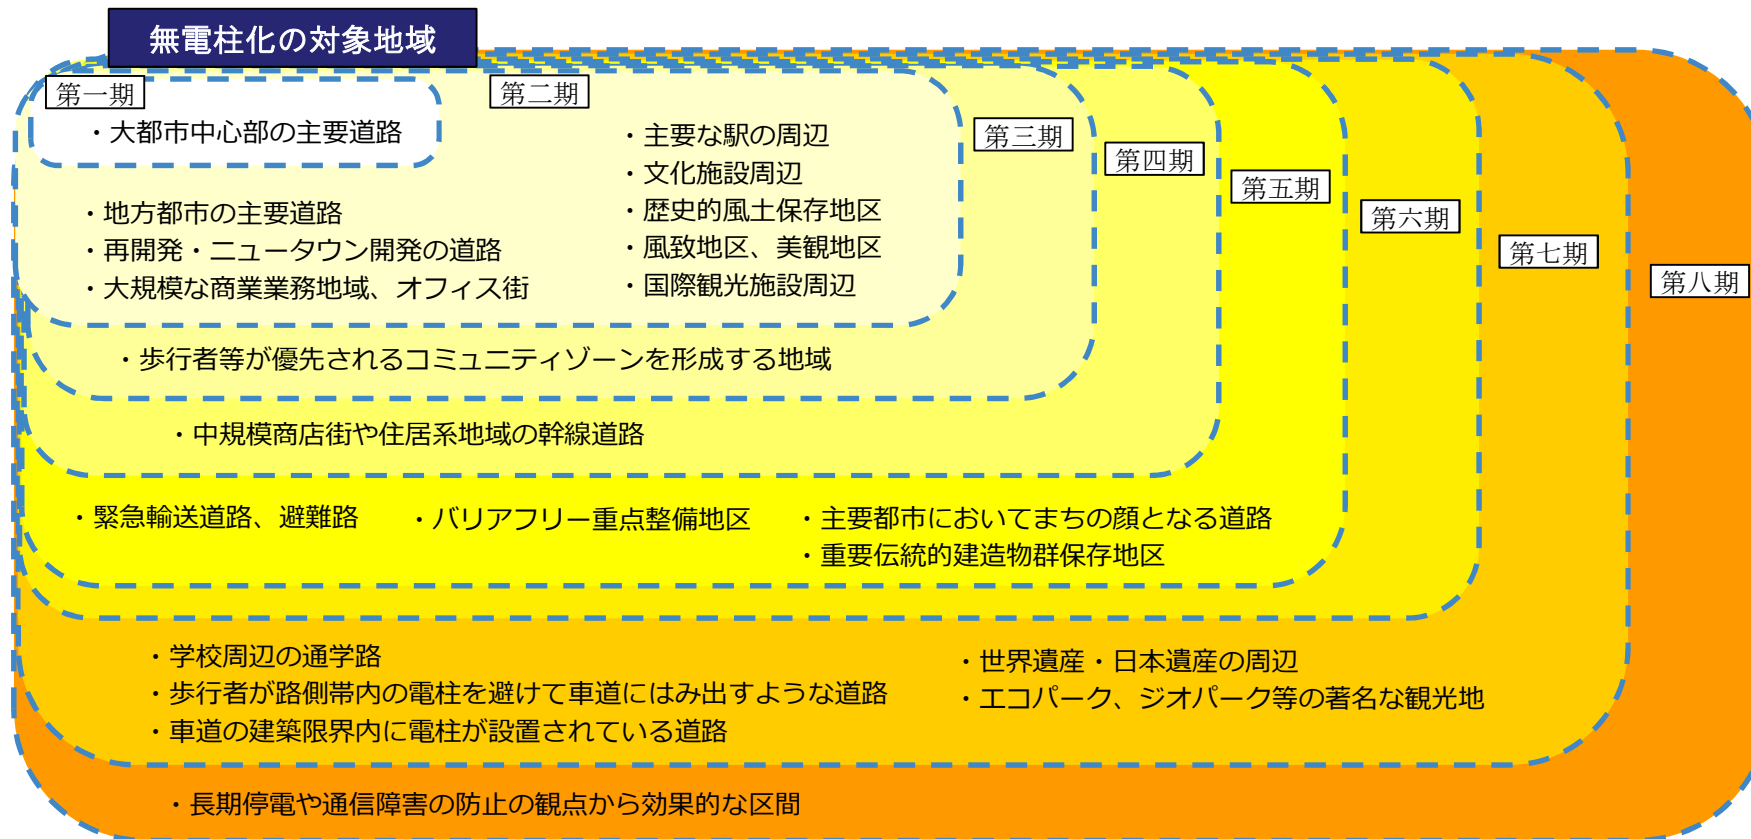 無電柱化の対象地域
第一期
・大都市中心部の主要道路
第二期
・地方都市の主要道路
・再開発・ニュータウン開発の道路
・大規模な商業業務地域、オフィス街
・主要な駅の周辺
・文化施設周辺
・歴史的風土保存地区
・風致地区、美観地区
・国際観光施設周辺
第三期
・歩行者等が優先されるコミュニティゾーンを形成する地域
第四期
・中規模商店街や住居系地域の幹線道路
第五期
・緊急輸送道路、避難路
・バリアフリー重点整備地区
・主要都市においてまちの顔となる道路
・重要伝統的建造物群保存地区
第六期
第七期
・学校周辺の通学路
・歩行者が路側帯内の電柱を避けて車道にはみ出すような道路
・車道の建築限界内に電柱が設置されている道路
・世界遺産・日本遺産の周辺
・エコパーク、ジオパーク等の著名な観光地
第八期
・長期停電や通信障害の防止の観点から効果的な区間